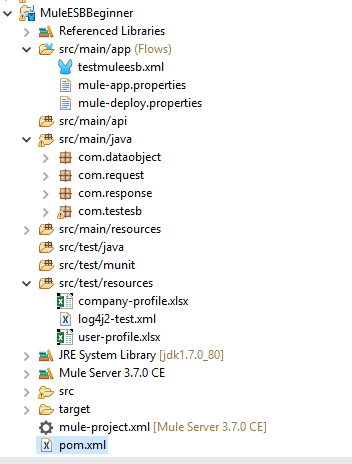 MuleESBBeginner
Referenced Libraries
src/main/app (Flows)
testmuleesb.xml
mule-app.properties
mule-deploy.properties
src/main/api
src/main/java
com.dataobject
com.request
com.response
com.testesb
src/main/resources
src/test/java
src/test/munit
src/test/resources
company-profile.xlsx
log4j2-test.xml
user-profile.xlsx
JRE System Library [jdk1.7.0_80]
Mule Server 3.7.0 CE
src
target
mule-project.xml [Mule Server 3.7.0 CE]
pom.xml